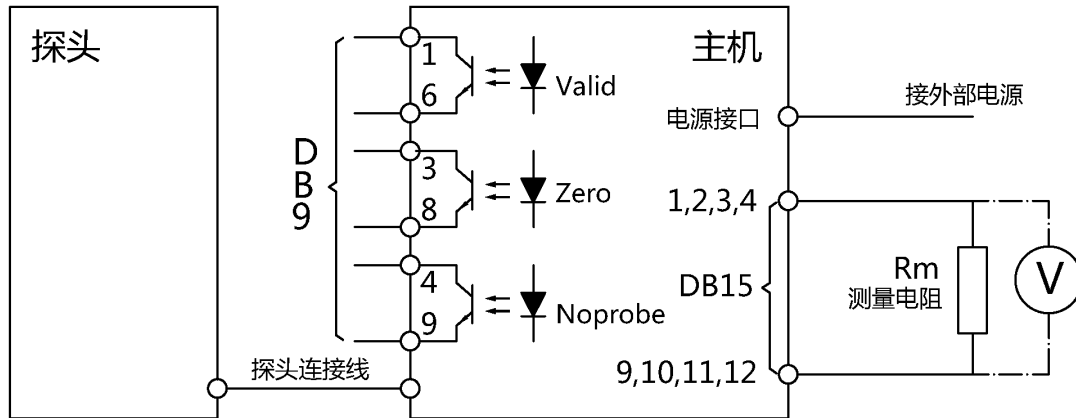 探头
主机
1
6
Valid
3
8
Zero
4
9
Noprobe
D
B
9
探头连接线
电源接口
接外部电源
1,2,3,4
DB15
9,10,11,12
Rm
测量电阻
V